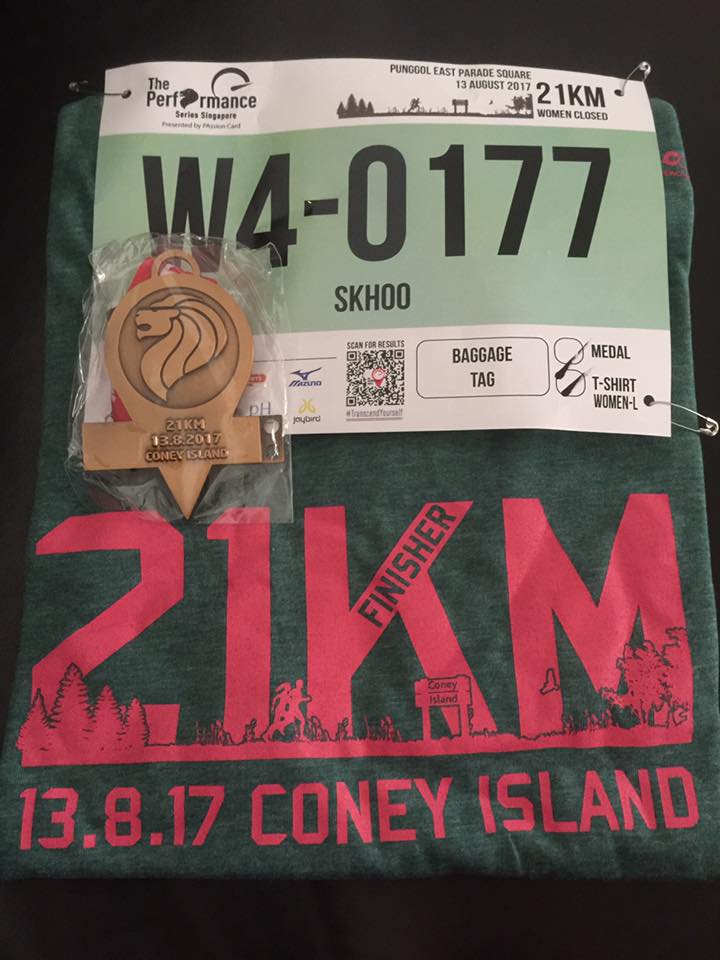 The
Performance
Series Singapore
Presented by PAssion Card
PUNGGOL EAST PARADE SQUARE
13 AUGUST 2017
21KM
WOMEN CLOSED
W4-0177
SKHOO
SCAN FOR RESULTS
#TranscendYourself
MIZUNO
jaybird
pH
BAGGAGE
TAG
MEDAL
T-SHIRT
WOMEN-L
21KM
13.8.2017
CONEY ISLAND
21KM
FINISHER
Coney
Island
13.8.17 CONEY ISLAND